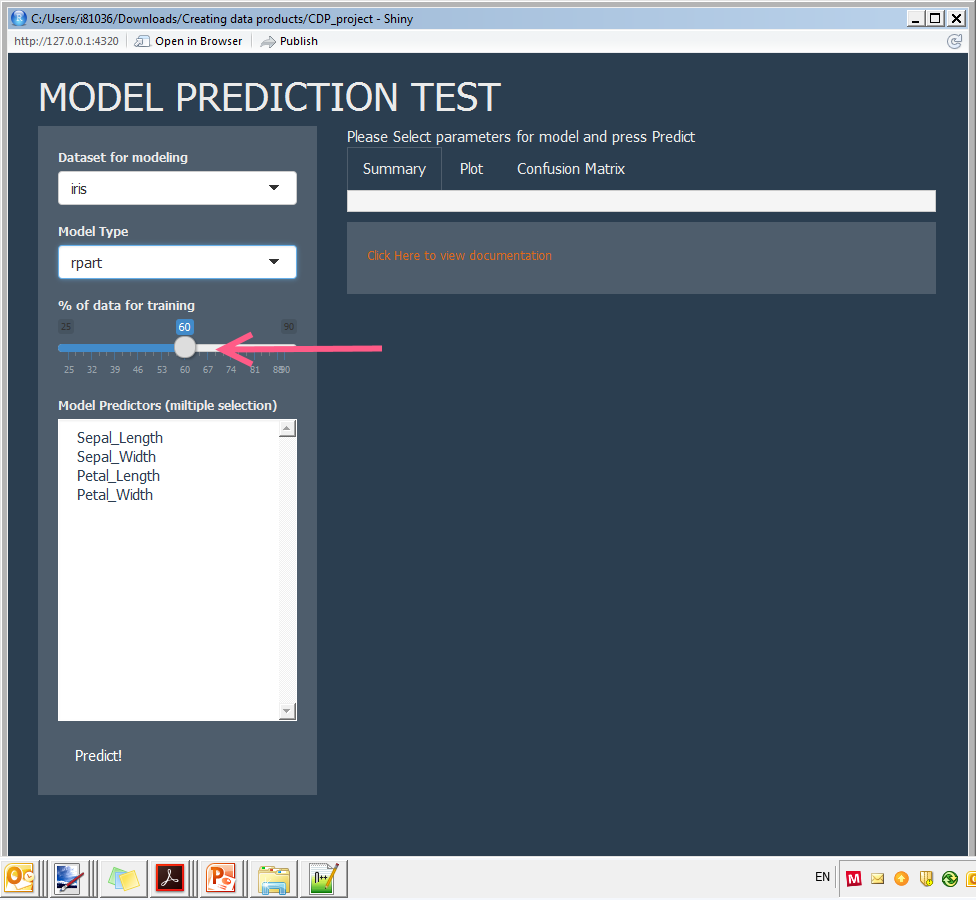 C:/Users/i81036/Downloads/Creating data products/CDP_project - Shiny
http://127.0.0.1:4320 Open in Browser Publish
MODEL PREDICTION TEST
Please Select parameters for model and press Predict
Summary Plot Confusion Matrix
Click Here to view documentation
Dataset for modeling
iris
Model Type
rpart
% of data for training
25 60 90
25 32 39 46 53 60 67 74 81 88 90
Model Predictors (miltiple selection)
Sepal_Length
Sepal_Width
Petal_Length
Petal_Width
Predict!
EN